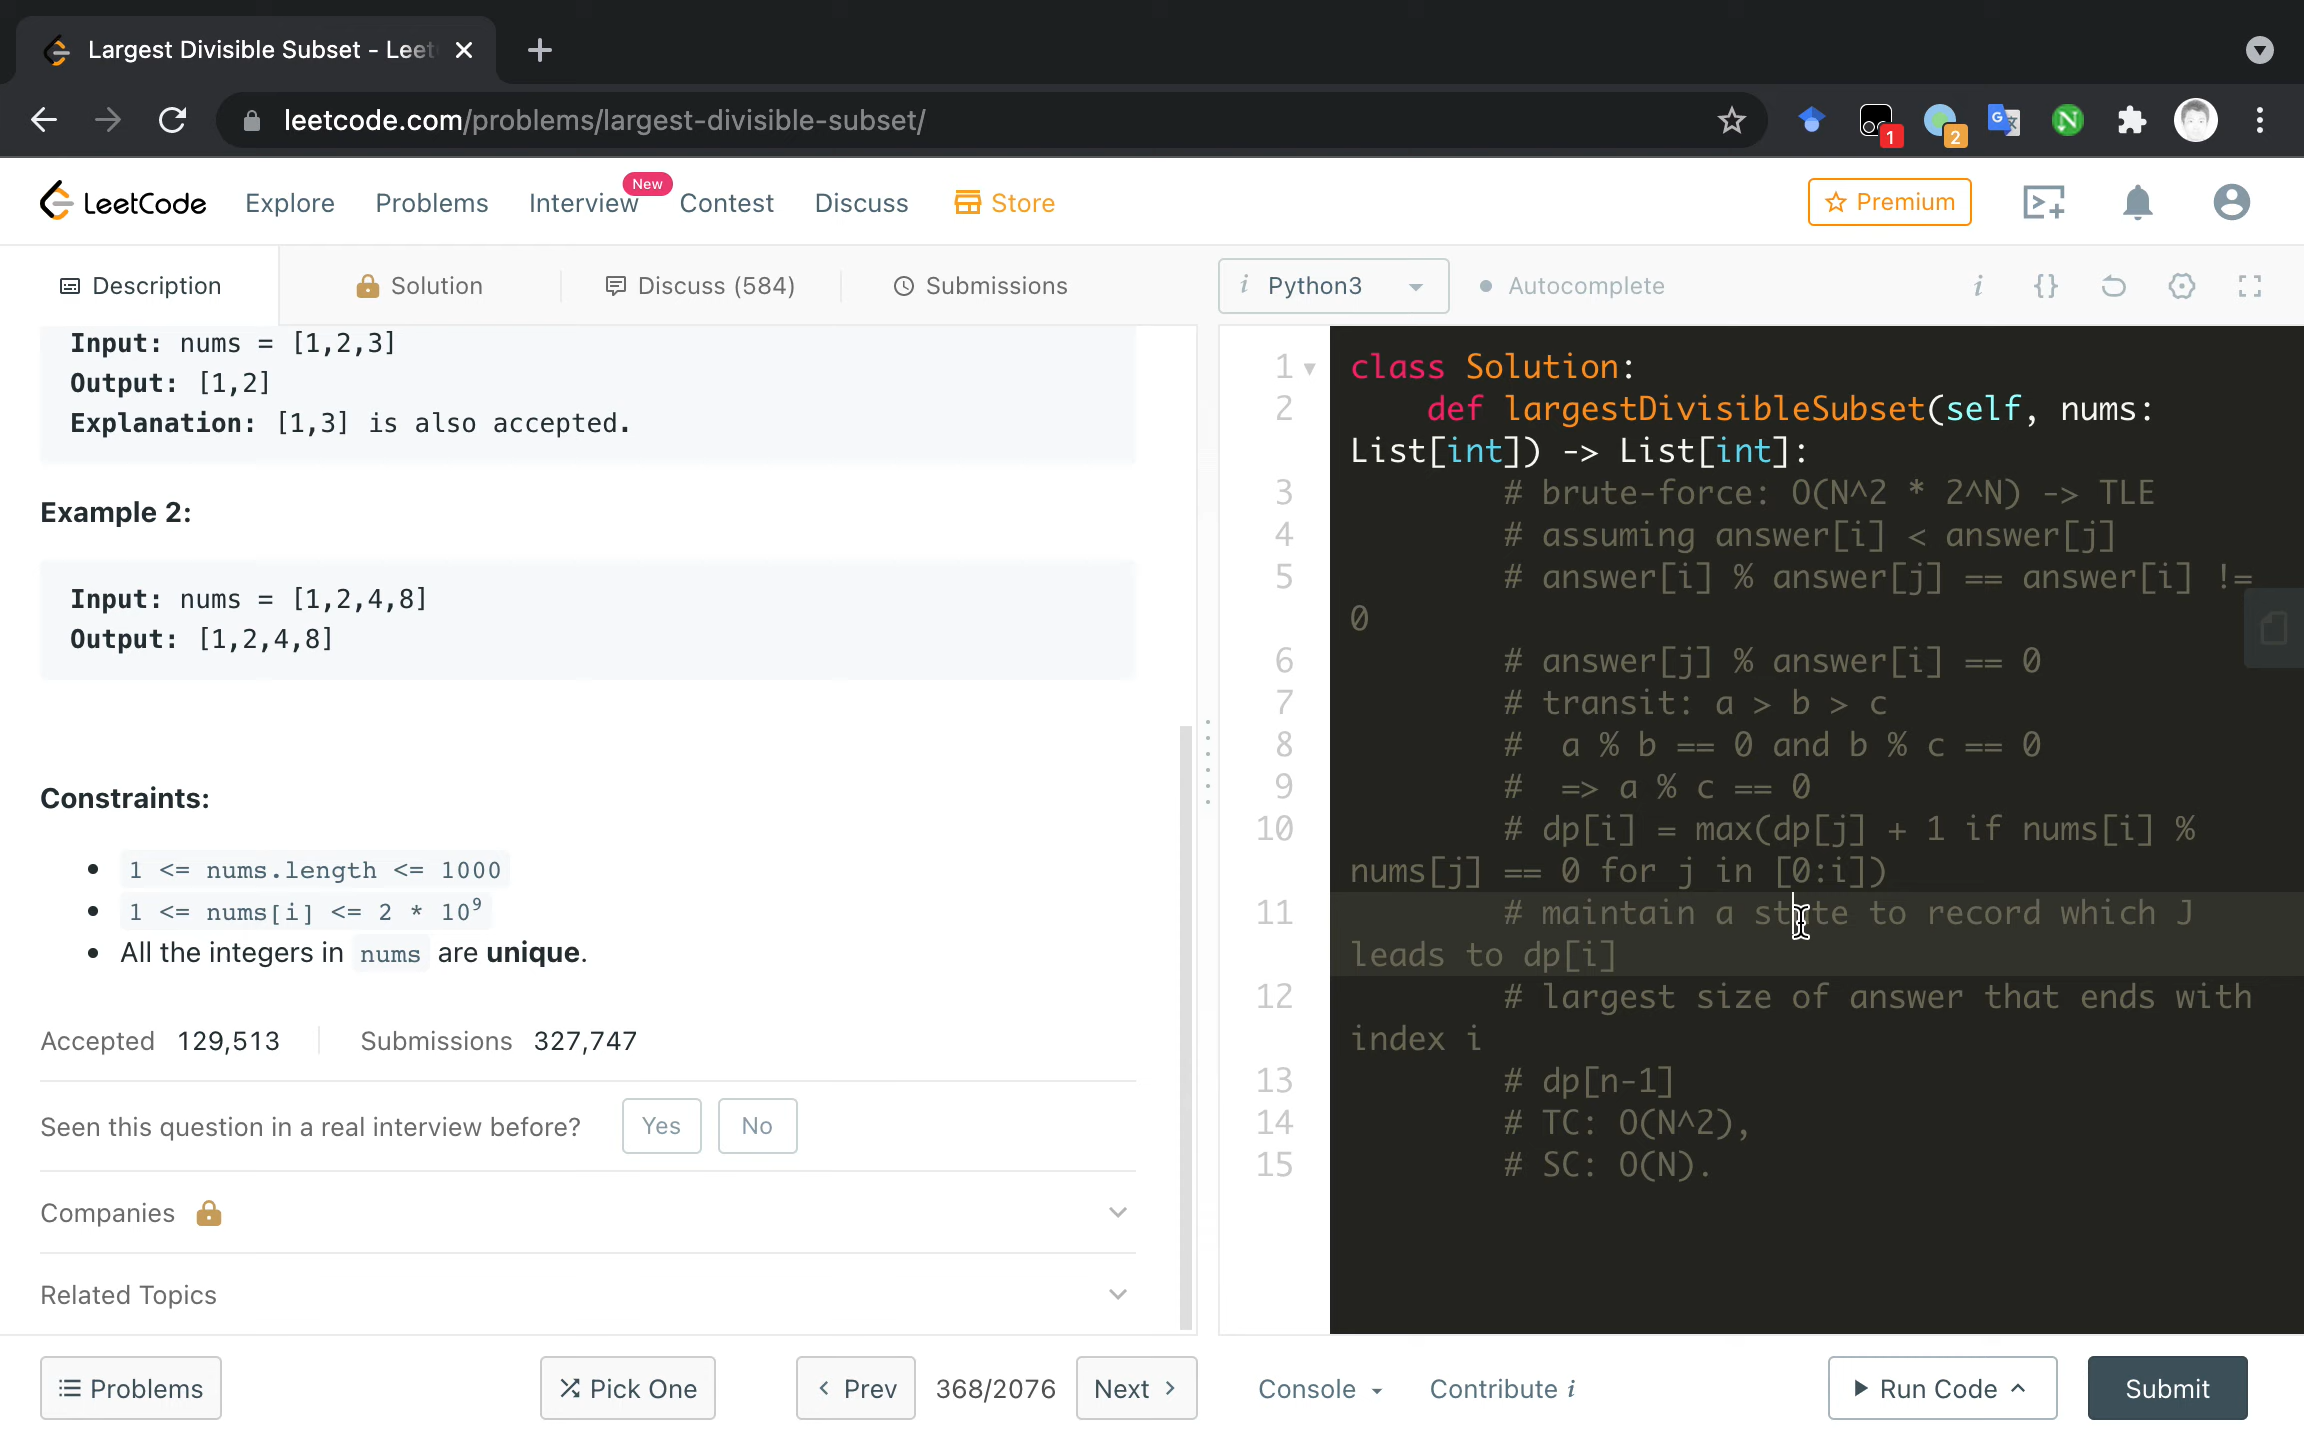 Largest Divisible Subset - Leet
leetcode.com/problems/largest-divisible-subset/
1
2
LeetCode
Explore
Problems
Interview
New
Contest
Discuss
Store
Premium
Description
Solution
Discuss (584)
Submissions
i Python3
Autocomplete
i {}
Input: nums = [1,2,3]
Output: [1,2]
Explanation: [1,3] is also accepted.
Example 2:
Input: nums = [1,2,4,8]
Output: [1,2,4,8]
Constraints:
1 <= nums.length <= 1000
1 <= nums[i] <= 2 * 10⁹
All the integers in nums are unique.
Accepted 129,513
Submissions 327,747
Seen this question in a real interview before?
Yes
No
Companies
Related Topics
1 class Solution:
2     def largestDivisibleSubset(self, nums:
List[int]) -> List[int]:
3         # brute-force: O(N^2 * 2^N) -> TLE
4         # assuming answer[i] < answer[j]
5         # answer[i] % answer[j] == answer[i] !=
0
6         # answer[j] % answer[i] == 0
7         # transit: a > b > c
8         #  a % b == 0 and b % c == 0
9         #  => a % c == 0
10         # dp[i] = max(dp[j] + 1 if nums[i] %
nums[j] == 0 for j in [0:i])
11         # maintain a state to record which J
leads to dp[i]
12         # largest size of answer that ends with
index i
13         # dp[n-1]
14         # TC: O(N^2),
15         # SC: O(N).
Problems
Pick One
Prev
368/2076
Next
Console
Contribute i
Run Code
Submit